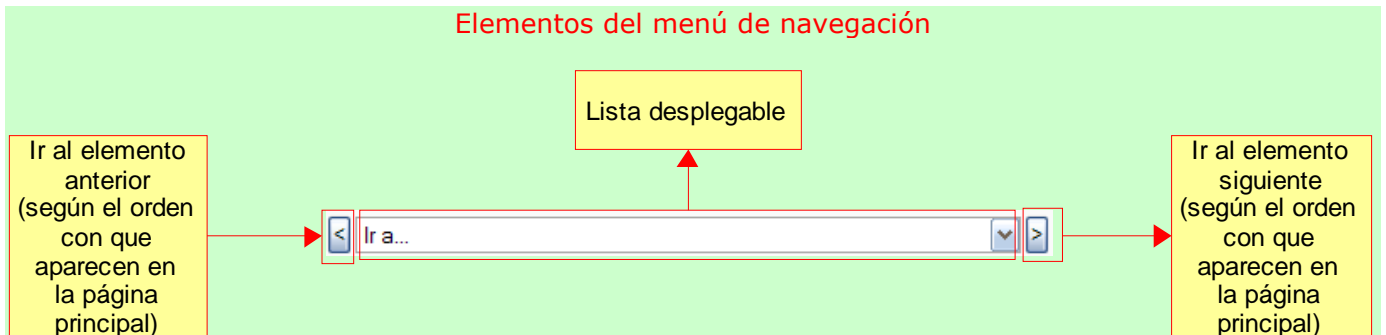 Elementos del menú de navegación
Lista desplegable
Ir al elemento
anterior
(según el orden
con que
aparecen en
la página
principal)
<
Ir a...
>
Ir al elemento
siguiente
(según el orden
con que
aparecen en
la página
principal)